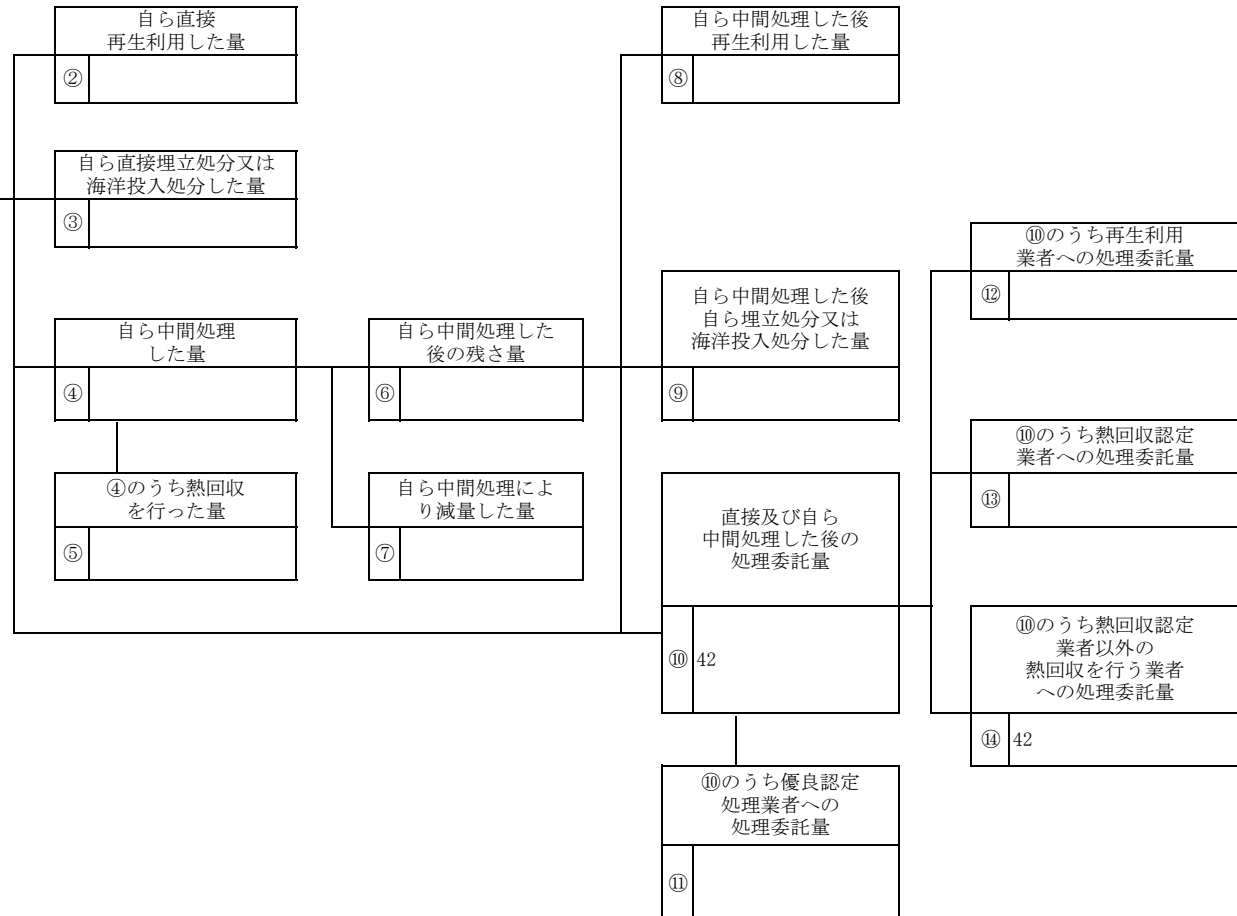 自ら直接
再生利用した量
②
自ら中間処理した後
再生利用した量
⑧
自ら直接埋立処分又は
海洋投入処分した量
③
⑩のうち再生利用
業者への処理委託量
⑫
自ら中間処理
した量
④
自ら中間処理した
後の残さ量
⑥
自ら中間処理した後
自ら埋立処分又は
海洋投入処分した量
⑨
⑩のうち熱回収認定
業者への処理委託量
⑬
④のうち熱回収
を行った量
⑤
自ら中間処理によ
り減量した量
⑦
直接及び自ら
中間処理した後の
処理委託量
⑩ 42
⑩のうち熱回収認定
業者以外の
熱回収を行う業者
への処理委託量
⑭ 42
⑩のうち優良認定
処理業者への
処理委託量
⑪